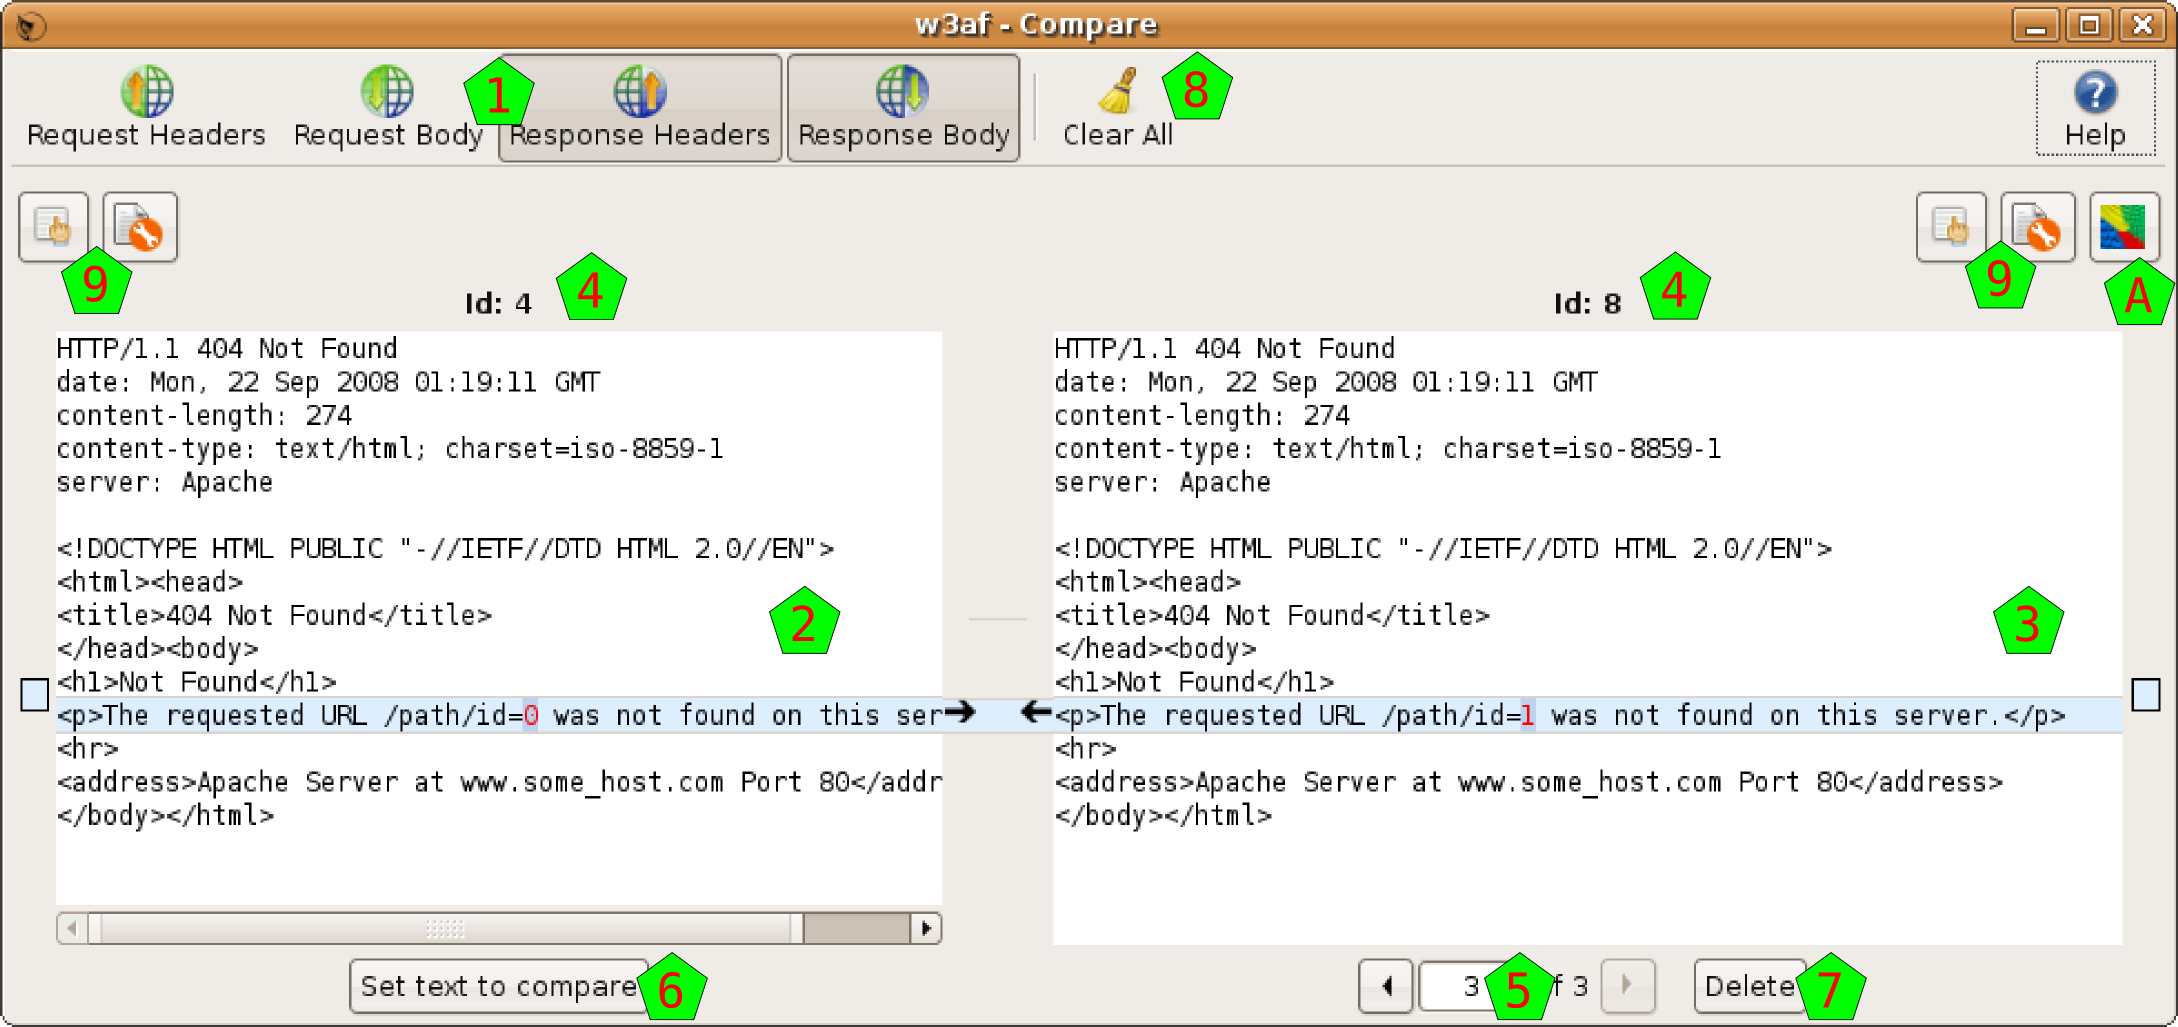 w3af - Compare
Request Headers Request Body 1 Response Headers Response Body Clear All 8 Help
9 9 A
Id: 4 4 Id: 8 4
HTTP/1.1 404 Not Found
date: Mon, 22 Sep 2008 01:19:11 GMT
content-length: 274
content-type: text/html; charset=iso-8859-1
server: Apache
<!DOCTYPE HTML PUBLIC "-//IETF//DTD HTML 2.0//EN">
<html><head>
<title>404 Not Found</title>
</head><body>
<h1>Not Found</h1>
<p>The requested URL /path/id=0 was not found on this ser
<hr>
<address>Apache Server at www.some_host.com Port 80</addr
</body></html>
2
HTTP/1.1 404 Not Found
date: Mon, 22 Sep 2008 01:19:11 GMT
content-length: 274
content-type: text/html; charset=iso-8859-1
server: Apache
<!DOCTYPE HTML PUBLIC "-//IETF//DTD HTML 2.0//EN">
<html><head>
<title>404 Not Found</title>
</head><body>
<h1>Not Found</h1>
<p>The requested URL /path/id=1 was not found on this server.</p>
<hr>
<address>Apache Server at www.some_host.com Port 80</address>
</body></html>
3
Set text to compare 6 3 5 f 3 Delete 7